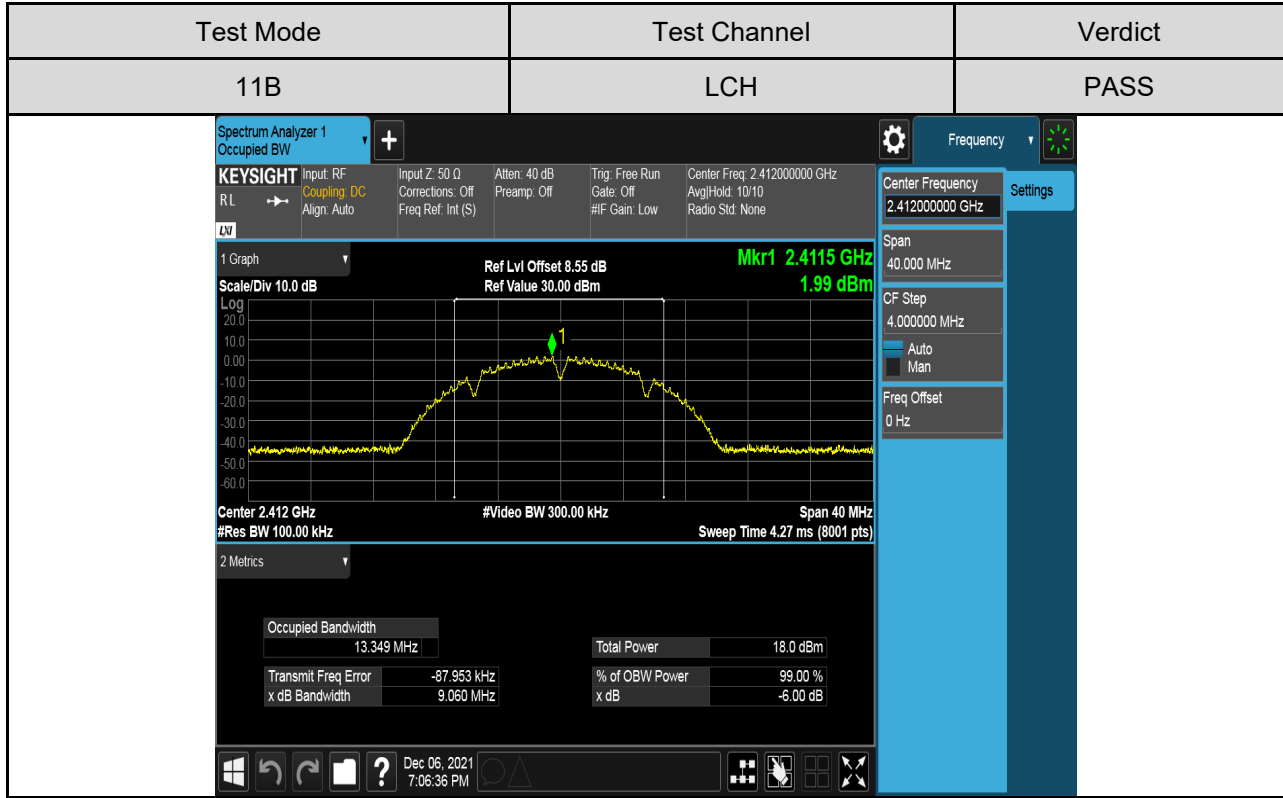 Test Mode Test Channel Verdict
11B LCH PASS
Spectrum Analyzer 1
Occupied BW
+
Frequency
KEYSIGHT Input: RF Input Z: 50 Ω Atten: 40 dB Trig: Free Run Center Freq: 2.412000000 GHz
RL Coupling: DC Corrections: Off Preamp: Off Gate: Off Avg|Hold: 10/10
Align: Auto Freq Ref: Int (S) #IF Gain: Low Radio Std: None
LXI
Center Frequency
2.412000000 GHz
Settings
Span
40.000 MHz
CF Step
4.000000 MHz
Auto
Man
Freq Offset
0 Hz
1 Graph
Ref Lvl Offset 8.55 dB
Mkr1 2.4115 GHz
Scale/Div 10.0 dB
Ref Value 30.00 dBm
1.99 dBm
Log
20.0
10.0
0.00
-10.0
-20.0
-30.0
-40.0
-50.0
-60.0
1
Center 2.412 GHz #Video BW 300.00 kHz Span 40 MHz
#Res BW 100.00 kHz Sweep Time 4.27 ms (8001 pts)
2 Metrics
Occupied Bandwidth
13.349 MHz
Total Power 18.0 dBm
Transmit Freq Error -87.953 kHz % of OBW Power 99.00 %
x dB Bandwidth 9.060 MHz x dB -6.00 dB
?
Dec 06, 2021
7:06:36 PM